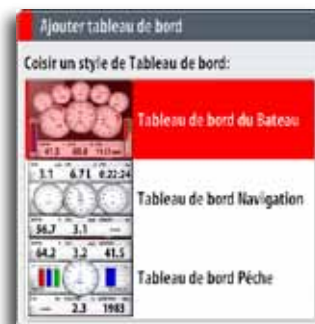 Ajouter tableau de bord
Coisir un style de Tableau de bord:
Tableau de bord du Bateau
3.1 6.7L 0:22:24
Tableau de bord Navigation
56.7 3.1
64.2 3.2 41.5
Tableau de bord Pêche
2.3 1983